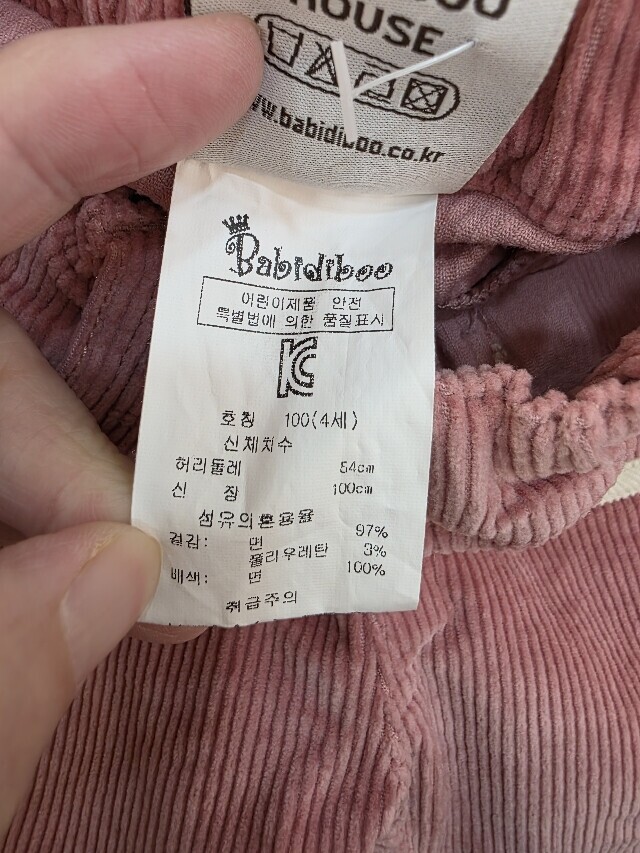 HOUSE
www.babidiboo.co.kr
Babidiboo
어린이제품 안전
특별법에 의한 품질표시
호칭 100(4세)
신체치수
허리둘레 54cm
신 장 100cm
섬유의혼용율
겉감: 면 97%
폴리우레탄 3%
배색: 면 100%
취급주의